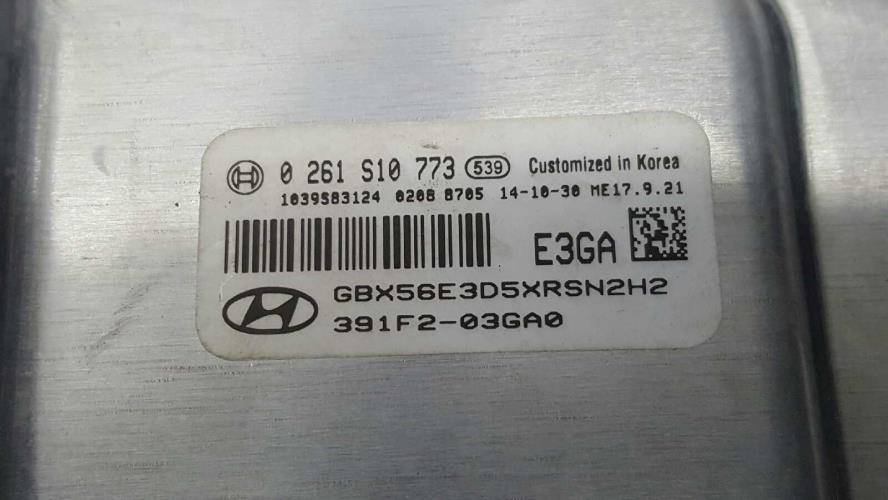 0 261 S10 773 539 Customized in Korea
1039S83124 0208 8705 14-10-30 ME17.9.21
E3GA
GBX56E3D5XRSN2H2
391F2-03GA0